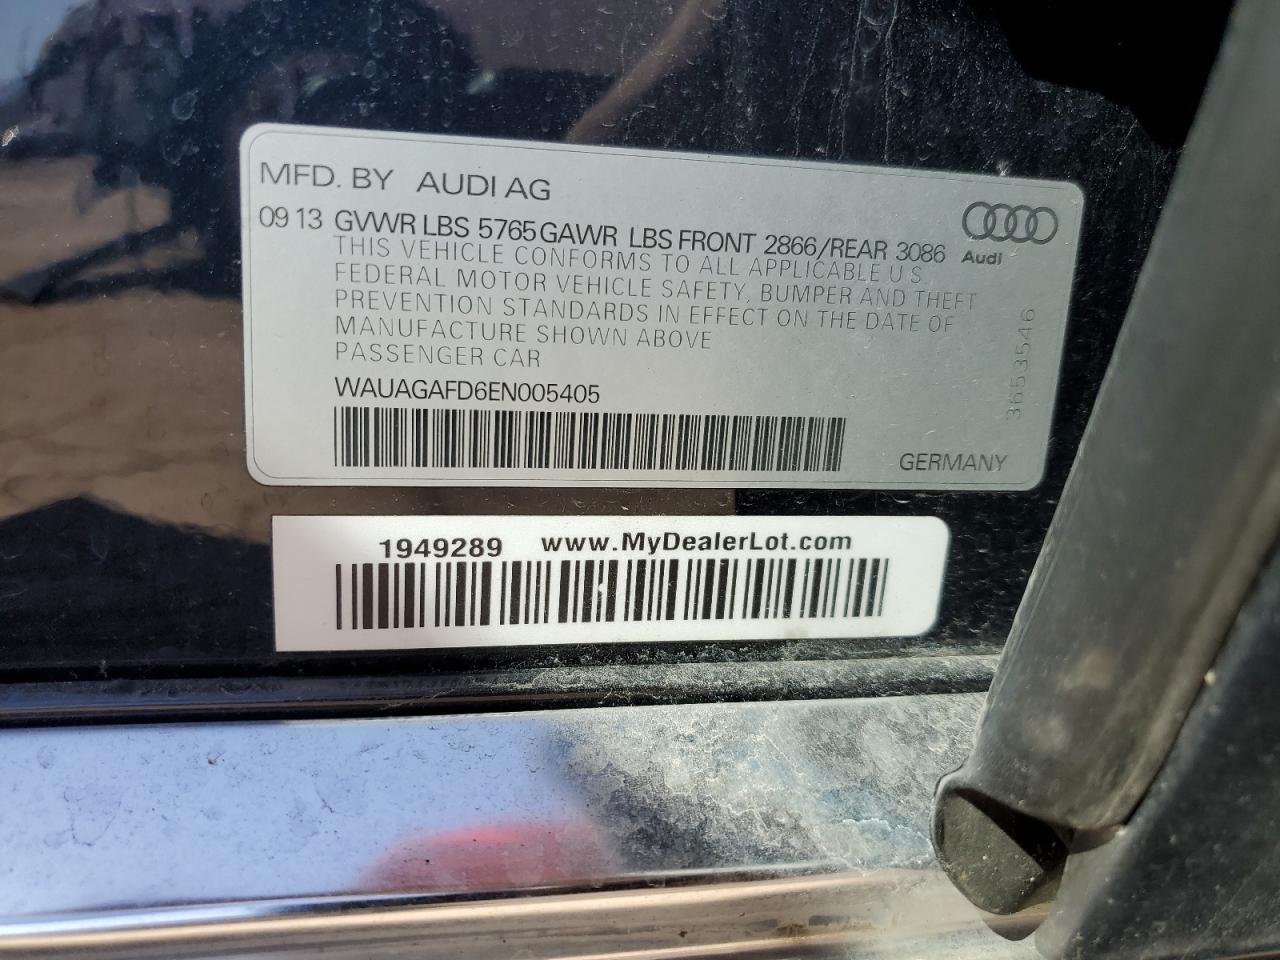 MFD. BY AUDI AG
09 13 GVWR LBS 5765 GAWR LBS FRONT 2866/REAR 3086
Audi
THIS VEHICLE CONFORMS TO ALL APPLICABLE U S
FEDERAL MOTOR VEHICLE SAFETY, BUMPER AND THEFT
PREVENTION STANDARDS IN EFFECT ON THE DATE OF
MANUFACTURE SHOWN ABOVE
PASSENGER CAR
WAUAGAFD6EN005405
3653546
GERMANY
1949289 www.MyDealerLot.com